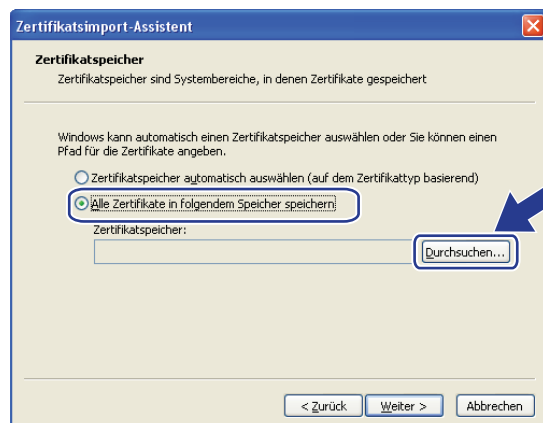 Zertifikatsimport-Assistent
Zertifikatspeicher
Zertifikatspeicher sind Systembereiche, in denen Zertifikate gespeichert
Windows kann automatisch einen Zertifikatspeicher auswählen oder Sie können einen
Pfad für die Zertifikate angeben.
Zertifikatspeicher automatisch auswählen (auf dem Zertifikattyp basierend)
Alle Zertifikate in folgendem Speicher speichern
Zertifikatspeicher:
Durchsuchen...
< Zurück Weiter > Abbrechen